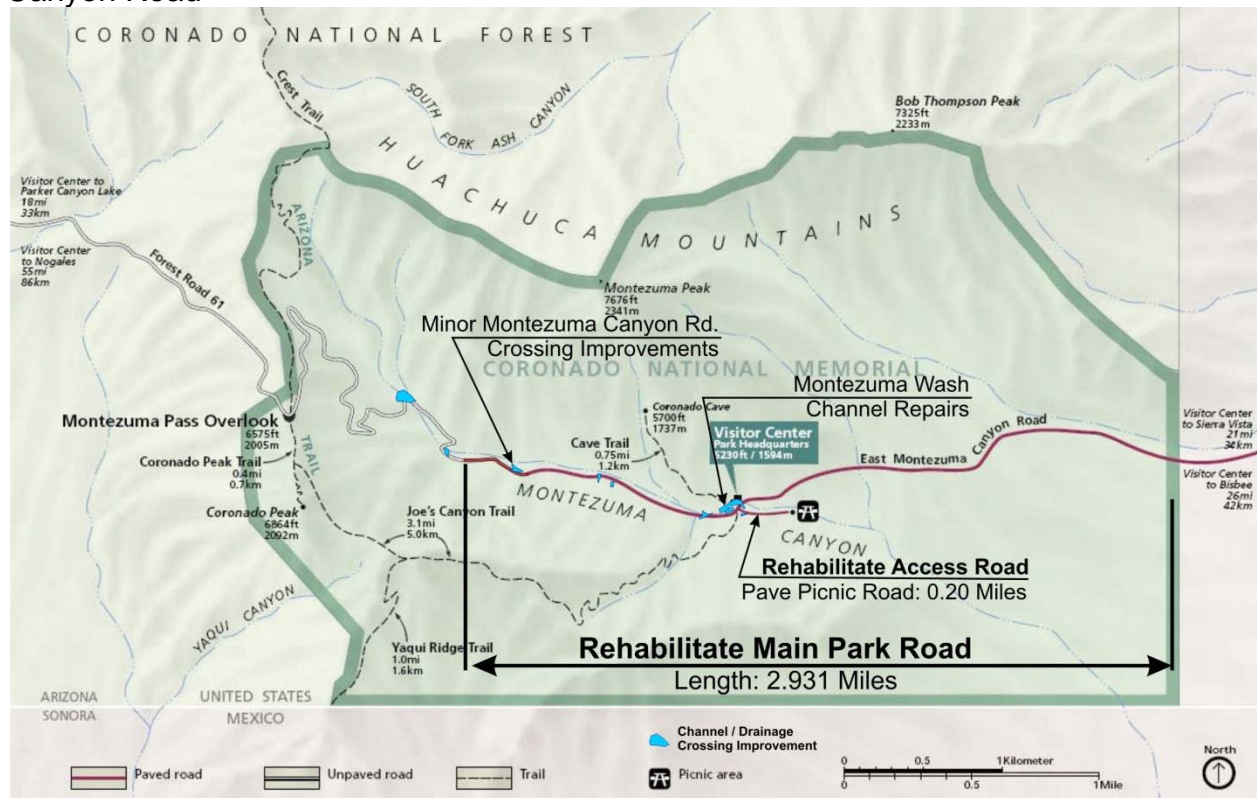 Canyon Road
CORONADO NATIONAL FOREST
Crest Trail
SOUTH
FORK ASH CANYON
Bob Thompson Peak
7325ft
2233m
HUACHUCA MOUNTAINS
Visitor Center to
Parker Canyon Lake
18mi
33km
Visitor Center
to Nogales
55mi
86km
Forest Road 61
ARIZONA
TRAIL
Montezuma Peak
7676ft
2341m
Minor Montezuma Canyon Rd.
Crossing Improvements
CORONADO NATIONAL MEMORIAL
Montezuma Wash
Channel Repairs
Montezuma Pass Overlook
6575ft
2005m
Coronado Peak Trail
0.4mi
0.7km
Coronado Peak
6864ft
2092m
Coronado Cave
5700ft
1737m
Cave Trail
0.75mi
1.2km
Visitor Center
Park Headquarters
5230ft / 1594m
East Montezuma Canyon Road
Visitor Center
to Sierra Vista
21mi
34km
Visitor Center
to Bisbee
26mi
42km
MONTEZUMA
CANYON
Joe's Canyon Trail
3.1mi
5.0km
Rehabilitate Access Road
Pave Picnic Road: 0.20 Miles
YAQUI CANYON
Yaqui Ridge Trail
1.0mi
1.6km
Rehabilitate Main Park Road
Length: 2.931 Miles
ARIZONA
SONORA
UNITED STATES
MEXICO
Paved road
Unpaved road
Trail
Channel / Drainage
Crossing Improvement
Picnic area
0 0.5 1Kilometer
0 0.5 1Mile
North